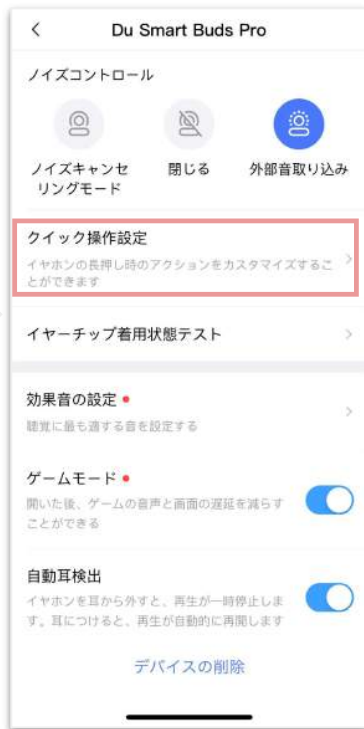 Du Smart Buds Pro
ノイズコントロール
ノイズキャンセ
リングモード
閉じる
外部音取り込み
クイック操作設定
イヤホンの長押し時のアクションをカスタマイズするこ
とができます
イヤーチップ着用状態テスト
効果音の設定
聴覚に最も適する音を設定する
ゲームモード
開いた後、ゲームの音声と画面の遅延を減らす
ことができる
自動耳検出
イヤホンを耳から外すと、再生が一時停止しま
す。耳につけると、再生が自動的に再開します
デバイスの削除